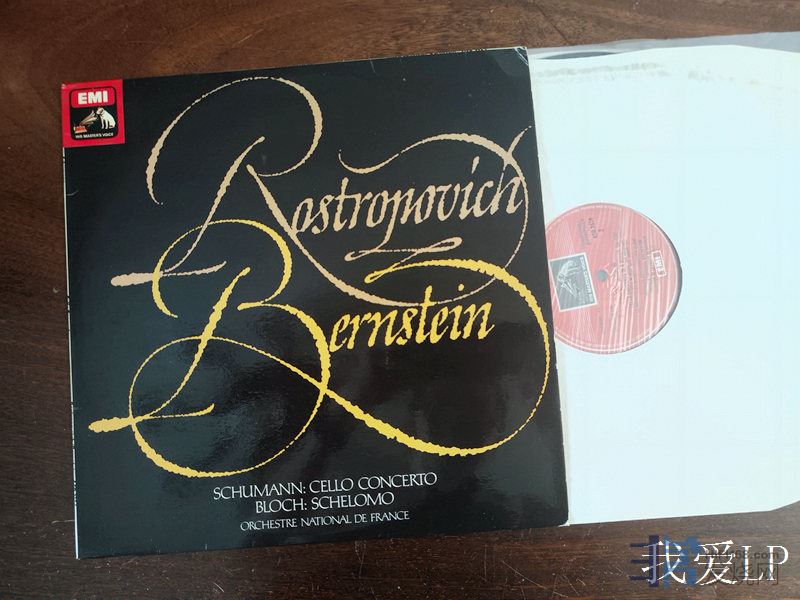 EMI
HIS MASTER'S VOICE
Rostropovich
Bernstein
SCHUMANN: CELLO CONCERTO
BLOCH: SCHELOMO
ORCHESTRE NATIONAL DE FRANCE
EMI
我爱LP